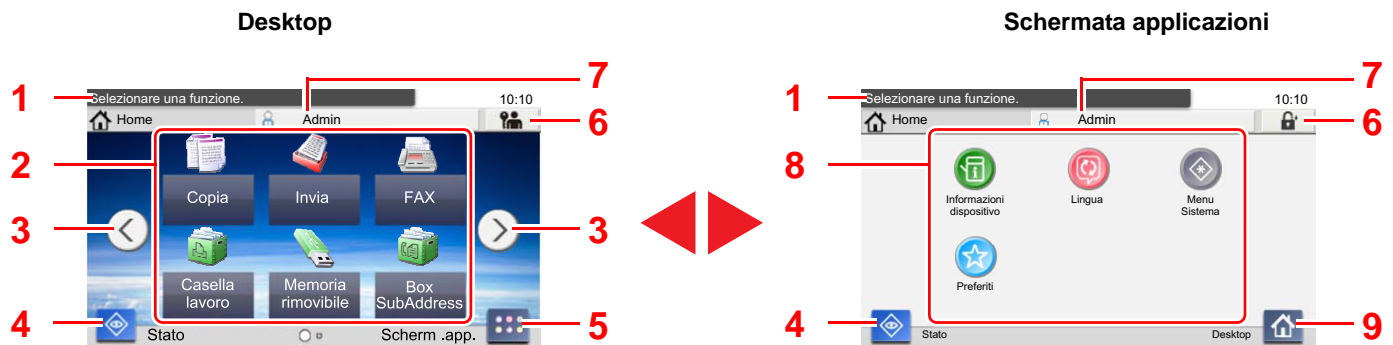 Desktop
Schermata applicazioni
7
7
1
Selezionare una funzione.
10:10
1
Selezionare una funzione.
10:10
Home
Admin
6
Home
Admin
6
2
8
Copia
Invia
FAX
Informazioni
dispositivo
Lingua
Menu
Sistema
3
3
Casella
lavoro
Memoria
rimovibile
Box
SubAddress
Preferiti
4
Stato
Scherm .app.
5
4
Stato
Desktop
9